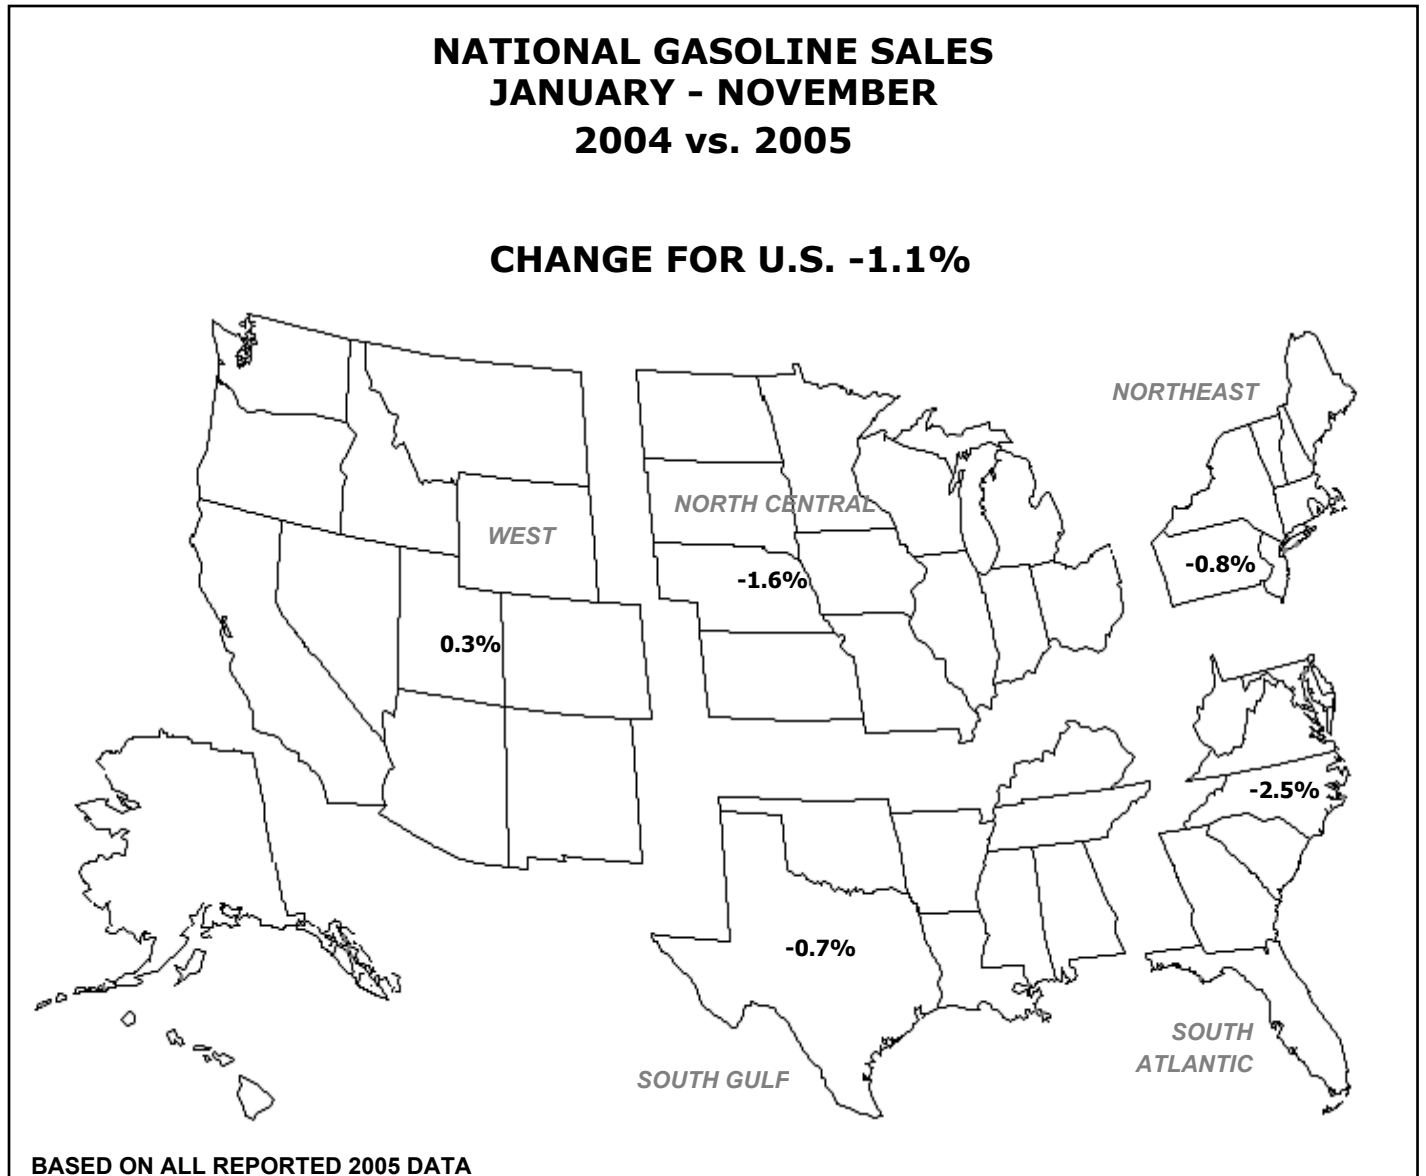 NATIONAL GASOLINE SALES
JANUARY - NOVEMBER
2004 vs. 2005
CHANGE FOR U.S. -1.1%
NORTHEAST
NORTH CENTRAL
WEST
-0.8%
-1.6%
0.3%
-2.5%
-0.7%
SOUTH
ATLANTIC
SOUTH GULF
BASED ON ALL REPORTED 2005 DATA